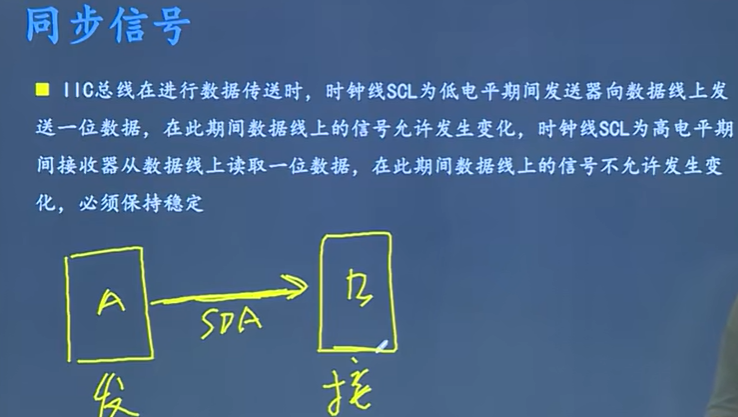 同步信号
IIC总线在进行数据传送时，时钟线SCL为低电平期间发送器向数据线上发
送一位数据，在此期间数据线上的信号允许发生变化，时钟线SCL为高电平期
间接收器从数据线上读取一位数据，在此期间数据线上的信号不允许发生变
化，必须保持稳定
A
B
SDA
发
接